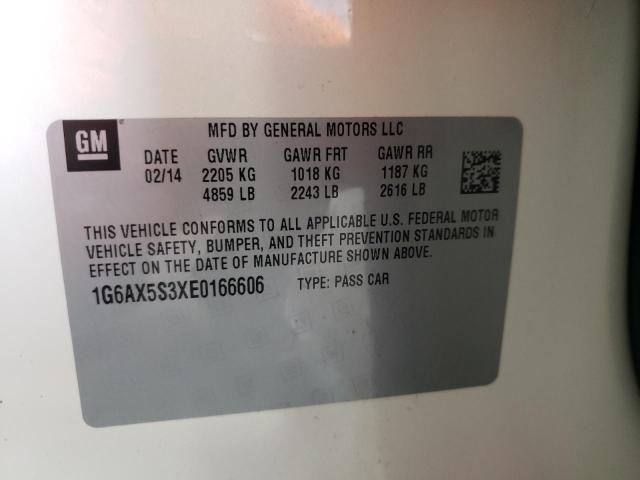 GM
MFD BY GENERAL MOTORS LLC
DATE GVWR GAWR FRT GAWR RR
02/14 2205 KG 1018 KG 1187 KG
4859 LB 2243 LB 2616 LB
THIS VEHICLE CONFORMS TO ALL APPLICABLE U.S. FEDERAL MOTOR
VEHICLE SAFETY, BUMPER, AND THEFT PREVENTION STANDARDS IN
EFFECT ON THE DATE OF MANUFACTURE SHOWN ABOVE.
1G6AX5S3XE0166606 TYPE: PASS CAR